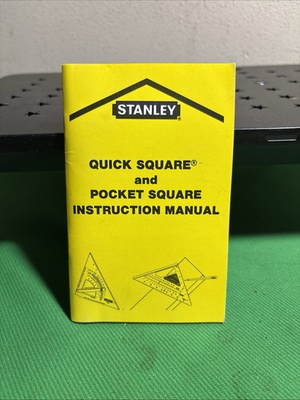 STANLEY
QUICK SQUARE®
and
POCKET SQUARE
INSTRUCTION MANUAL